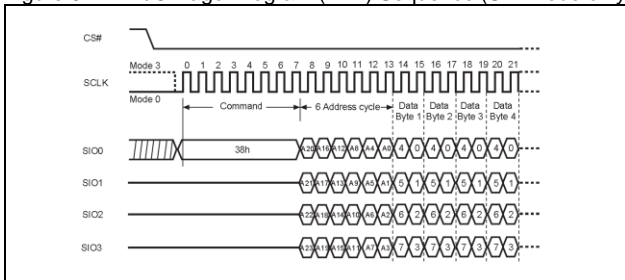 CS#
Mode 3 0 1 2 3 4 5 6 7 8 9 10 11 12 13 14 15 16 17 18 19 20 21
SCLK
Mode 0
Command 6 Address cycle Data Byte 1 Data Byte 2 Data Byte 3 Data Byte 4
SIO0 38h A20 A16 A12 A8 A4 A0 4 0 4 0 4 0 4 0
SIO1 A21 A17 A13 A9 A5 A1 5 1 5 1 5 1 5 1
SIO2 A22 A18 A14 A10 A6 A2 6 2 6 2 6 2 6 2
SIO3 A23 A19 A15 A11 A7 A3 7 3 7 3 7 3 7 3